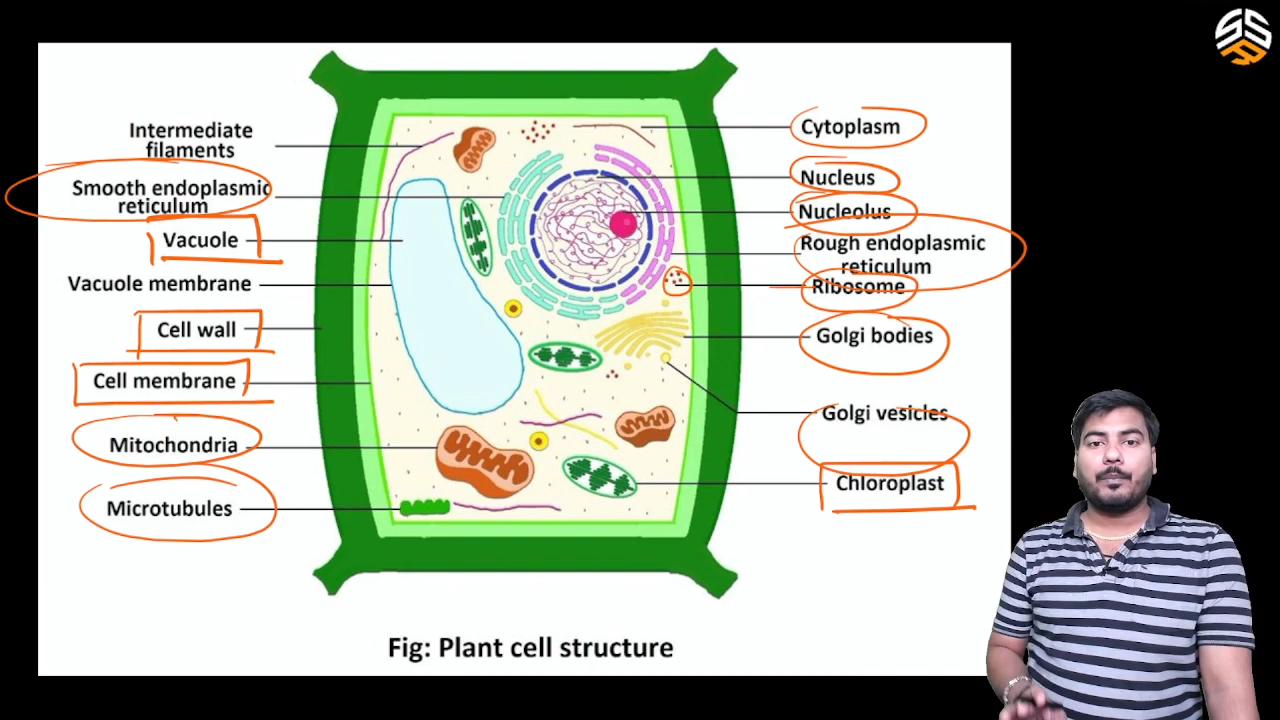 Intermediate
filaments
Smooth endoplasmic
reticulum
Vacuole
Vacuole membrane
Cell wall
Cell membrane
Mitochondria
Microtubules
Cytoplasm
Nucleus
Nucleolus
Rough endoplasmic
reticulum
Ribosome
Golgi bodies
Golgi vesicles
Chloroplast
Fig: Plant cell structure